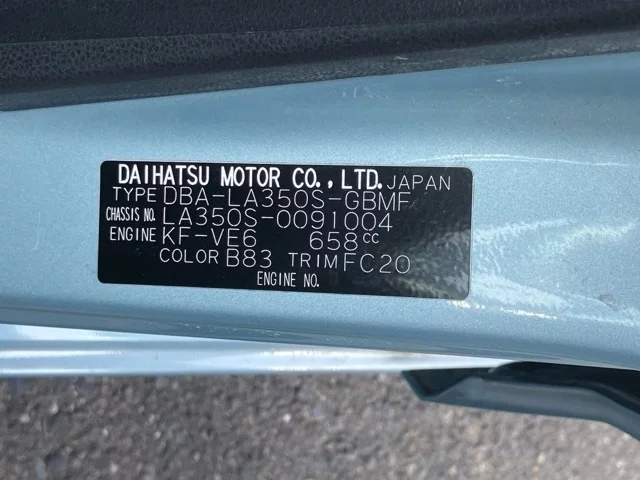 DAIHATSU MOTOR CO., LTD. JAPAN
TYPE DBA-LA350S-GBMF
CHASSIS NO. LA350S-0091004
ENGINE KF-VE6 658cc
COLOR B83 TRIM FC20
ENGINE NO.